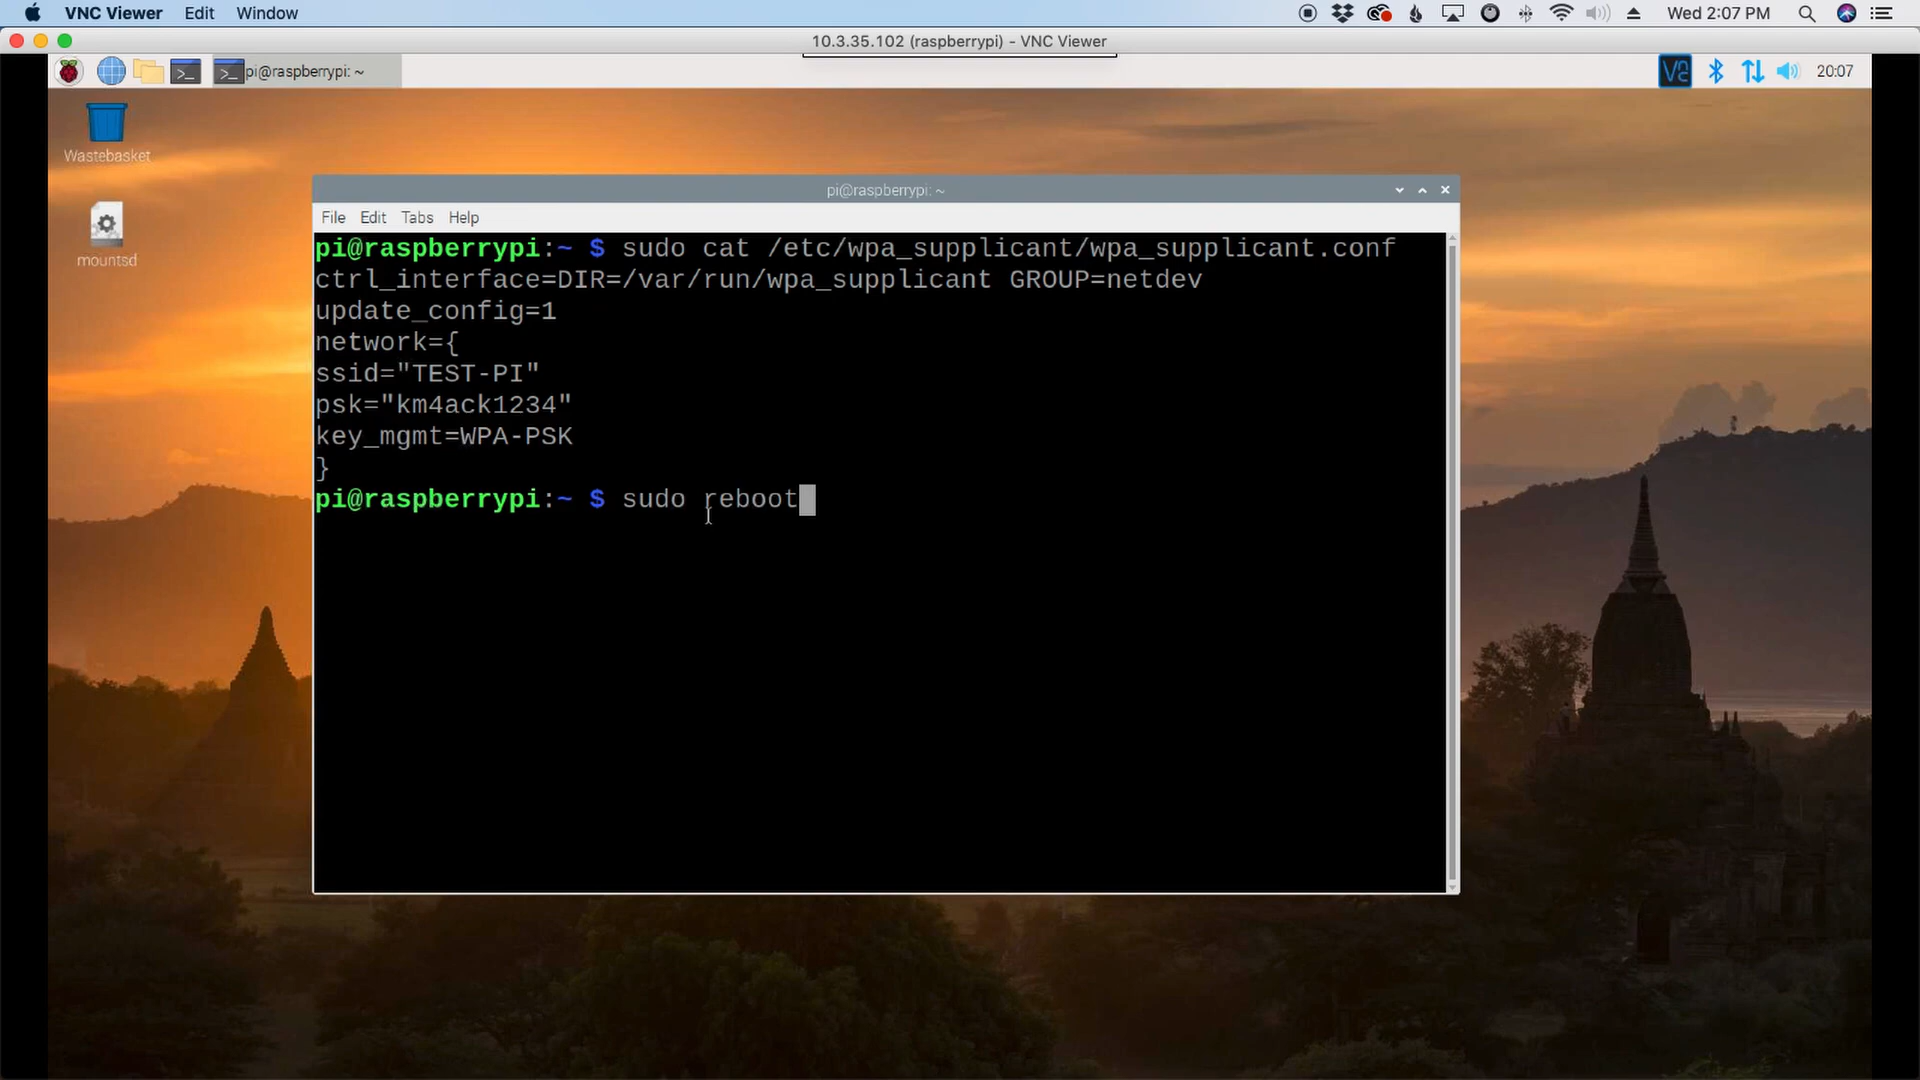 VNC Viewer Edit Window Wed 2:07 PM
10.3.35.102 (raspberrypi) - VNC Viewer
pi@raspberrypi: ~ 20:07
Wastebasket
mountsd
pi@raspberrypi: ~
File Edit Tabs Help
pi@raspberrypi:~ $ sudo cat /etc/wpa_supplicant/wpa_supplicant.conf
ctrl_interface=DIR=/var/run/wpa_supplicant GROUP=netdev
update_config=1
network={
ssid="TEST-PI"
psk="km4ack1234"
key_mgmt=WPA-PSK
}
pi@raspberrypi:~ $ sudo reboot